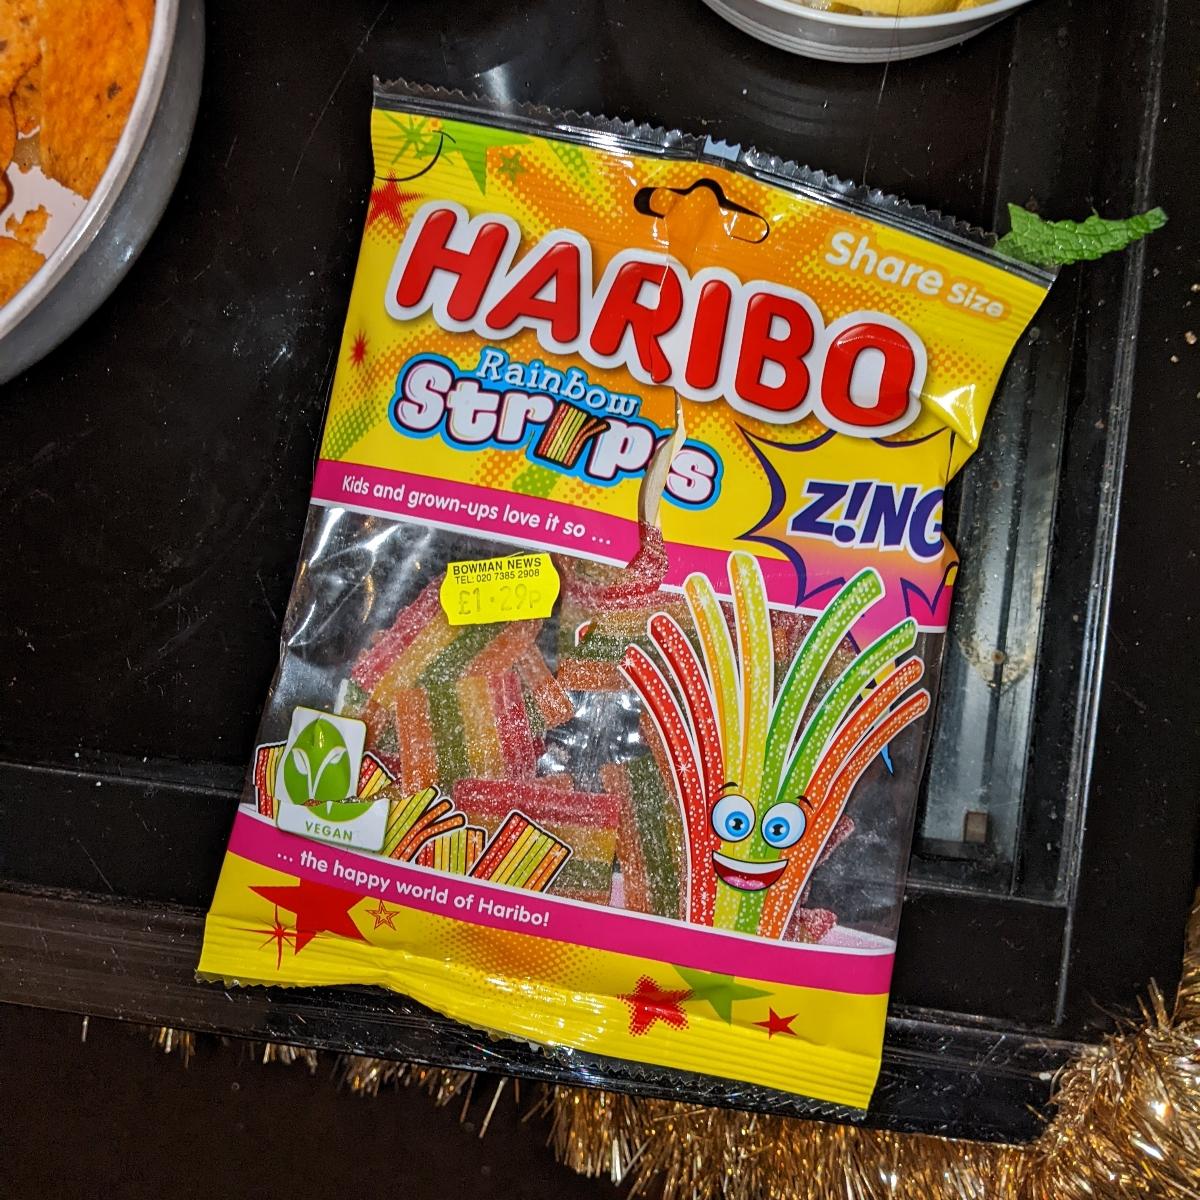 Share Size
HARIBO
Rainbow
Strips
Z!NG
Kids and grown-ups love it so ...
BOWMAN NEWS
TEL: 020 7385 2908
£1.29p
VEGAN
... the happy world of Haribo!